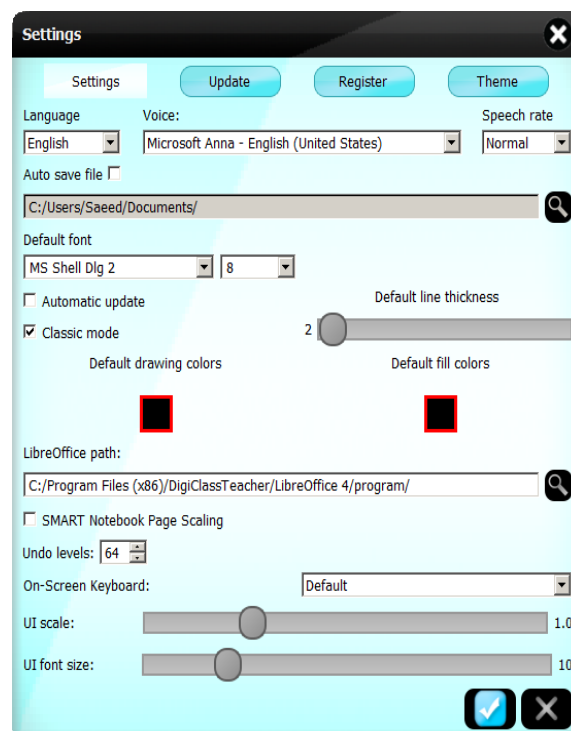 Settings
Settings Update Register Theme
Language Voice: Speech rate
English Microsoft Anna - English (United States) Normal
Auto save file
C:/Users/Saeed/Documents/
Default font
MS Shell Dlg 2 8
Automatic update Default line thickness
Classic mode 2
Default drawing colors Default fill colors
LibreOffice path:
C:/Program Files (x86)/DigiClassTeacher/LibreOffice 4/program/
SMART Notebook Page Scaling
Undo levels: 64
On-Screen Keyboard: Default
UI scale: 1.0
UI font size: 10